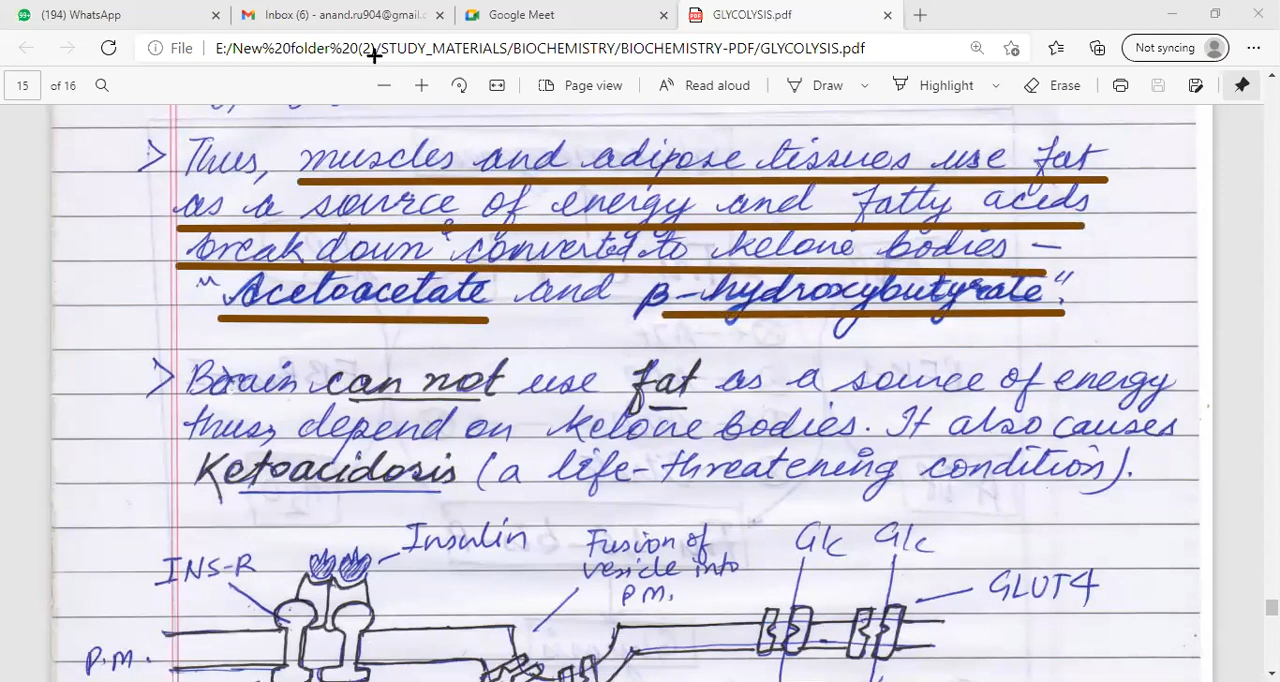 (194) WhatsApp
Inbox (6) - anand.ru904@gmail.c
Google Meet
GLYCOLYSIS.pdf
File
E:/New%20folder%20(2)/STUDY_MATERIALS/BIOCHEMISTRY/BIOCHEMISTRY-PDF/GLYCOLYSIS.pdf
Not syncing
15 of 16
Page view
Read aloud
Draw
Highlight
Erase
> Thus, muscles and adipose tissues use fat
as a source of energy and fatty acids
break down & converted to ketone bodies -
"Acetoacetate and β-hydroxybutyrate".
> Brain can not use fat as a source of energy
thus, depend on ketone bodies. It also causes
Ketoacidosis (a life-threatening condition).
INS-R
Insulin
Fusion of
vesicle into
P.M.
Glc Glc
GLUT4
P.M.